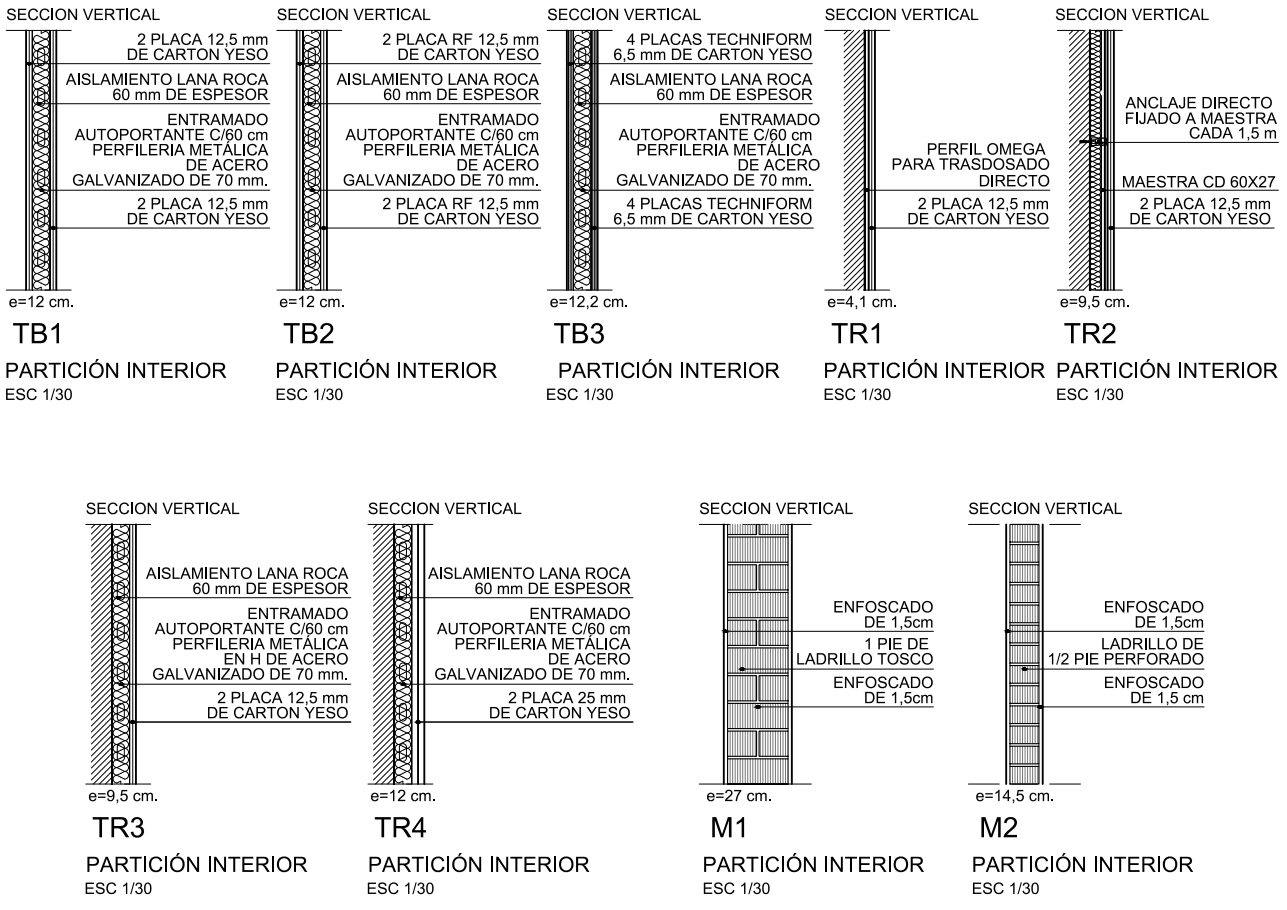 SECCION VERTICAL
2 PLACA 12,5 mm
DE CARTON YESO
AISLAMIENTO LANA ROCA
60 mm DE ESPESOR
ENTRAMADO
AUTOPORTANTE C/60 cm
PERFILERIA METÁLICA
DE ACERO
GALVANIZADO DE 70 mm.
2 PLACA 12,5 mm
DE CARTON YESO
e=12 cm.
TB1
PARTICIÓN INTERIOR
ESC 1/30
SECCION VERTICAL
2 PLACA RF 12,5 mm
DE CARTON YESO
AISLAMIENTO LANA ROCA
60 mm DE ESPESOR
ENTRAMADO
AUTOPORTANTE C/60 cm
PERFILERIA METÁLICA
DE ACERO
GALVANIZADO DE 70 mm.
2 PLACA RF 12,5 mm
DE CARTON YESO
e=12 cm.
TB2
PARTICIÓN INTERIOR
ESC 1/30
SECCION VERTICAL
4 PLACAS TECHNIFORM
6,5 mm DE CARTON YESO
AISLAMIENTO LANA ROCA
60 mm DE ESPESOR
ENTRAMADO
AUTOPORTANTE C/60 cm
PERFILERIA METÁLICA
DE ACERO
GALVANIZADO DE 70 mm.
4 PLACAS TECHNIFORM
6,5 mm DE CARTON YESO
e=12,2 cm.
TB3
PARTICIÓN INTERIOR
ESC 1/30
SECCION VERTICAL
PERFIL OMEGA
PARA TRASDOSADO
DIRECTO
2 PLACA 12,5 mm
DE CARTON YESO
e=4,1 cm.
TR1
PARTICIÓN INTERIOR
ESC 1/30
SECCION VERTICAL
ANCLAJE DIRECTO
FIJADO A MAESTRA
CADA 1,5 m
MAESTRA CD 60X27
2 PLACA 12,5 mm
DE CARTON YESO
e=9,5 cm.
TR2
PARTICIÓN INTERIOR
ESC 1/30
SECCION VERTICAL
AISLAMIENTO LANA ROCA
60 mm DE ESPESOR
ENTRAMADO
AUTOPORTANTE C/60 cm
PERFILERIA METÁLICA
EN H DE ACERO
GALVANIZADO DE 70 mm.
2 PLACA 12,5 mm
DE CARTON YESO
e=9,5 cm.
TR3
PARTICIÓN INTERIOR
ESC 1/30
SECCION VERTICAL
AISLAMIENTO LANA ROCA
60 mm DE ESPESOR
ENTRAMADO
AUTOPORTANTE C/60 cm
PERFILERIA METÁLICA
DE ACERO
GALVANIZADO DE 70 mm.
2 PLACA 25 mm
DE CARTON YESO
e=12 cm.
TR4
PARTICIÓN INTERIOR
ESC 1/30
SECCION VERTICAL
ENFOSCADO
DE 1,5cm
1 PIE DE
LADRILLO TOSCO
ENFOSCADO
DE 1,5cm
e=27 cm.
M1
PARTICIÓN INTERIOR
ESC 1/30
SECCION VERTICAL
ENFOSCADO
DE 1,5cm
LADRILLO DE
1/2 PIE PERFORADO
ENFOSCADO
DE 1,5 cm
e=14,5 cm.
M2
PARTICIÓN INTERIOR
ESC 1/30